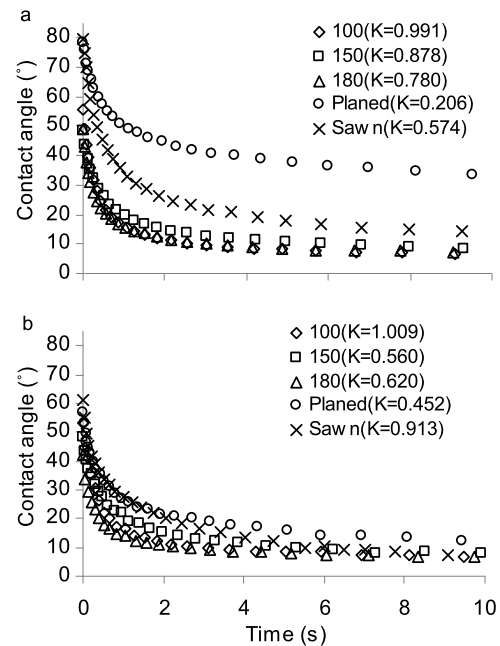 a
100(K=0.991)
150(K=0.878)
180(K=0.780)
Planed(K=0.206)
Saw n(K=0.574)
Contact angle (°)
80
70
60
50
40
30
20
10
0
b
100(K=1.009)
150(K=0.560)
180(K=0.620)
Planed(K=0.452)
Saw n(K=0.913)
Contact angle (°)
80
70
60
50
40
30
20
10
0
0 2 4 6 8 10
Time (s)